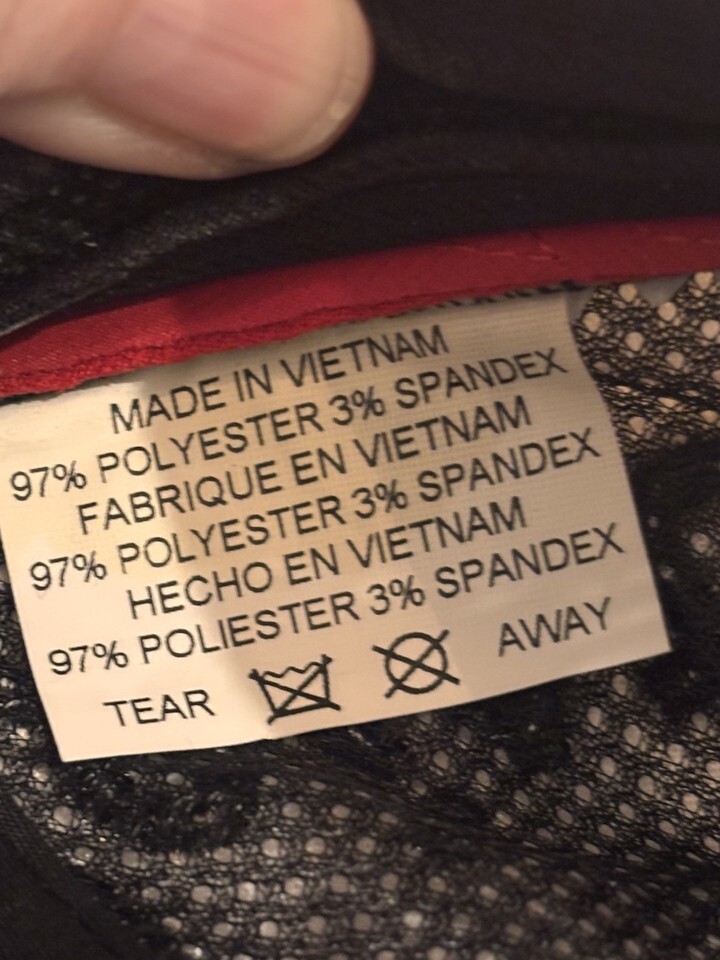 MADE IN VIETNAM
97% POLYESTER 3% SPANDEX
FABRIQUE EN VIETNAM
97% POLYESTER 3% SPANDEX
HECHO EN VIETNAM
97% POLIESTER 3% SPANDEX
TEAR AWAY